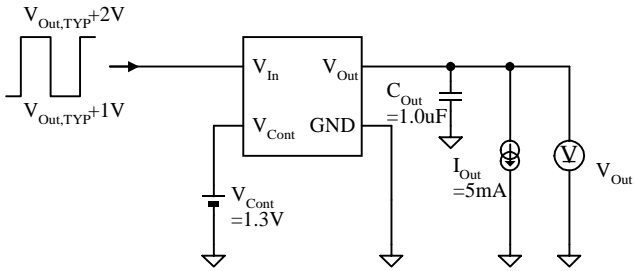 V_Out,TYP+2V
V_Out,TYP+1V
V_In
V_Out
V_Cont
GND
C_Out
=1.0uF
V_Cont
=1.3V
I_Out
=5mA
V
V_Out